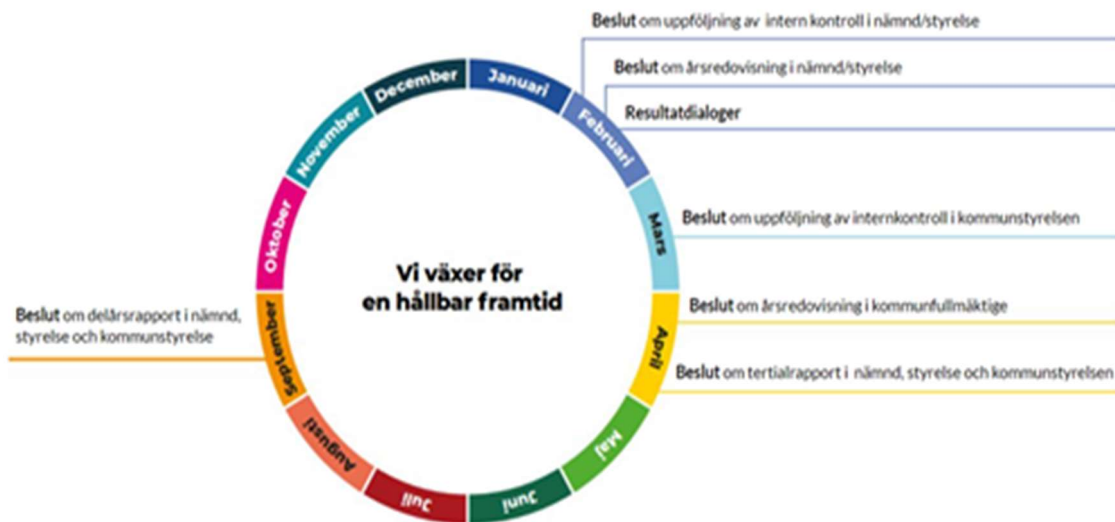 Beslut om uppföljning av intern kontroll i nämnd/styrelse
Beslut om årsredovisning i nämnd/styrelse
Resultatdialoger
Januari
Februari
Mars
Beslut om uppföljning av internkontroll i kommunstyrelsen
April
Beslut om årsredovisning i kommunfullmäktige
Beslut om tertialrapport i nämnd, styrelse och kommunstyrelsen
Maj
Juni
Juli
Augusti
September
Beslut om delårsrapport i nämnd,
styrelse och kommunstyrelse
Oktober
November
December
Vi växer för
en hållbar framtid